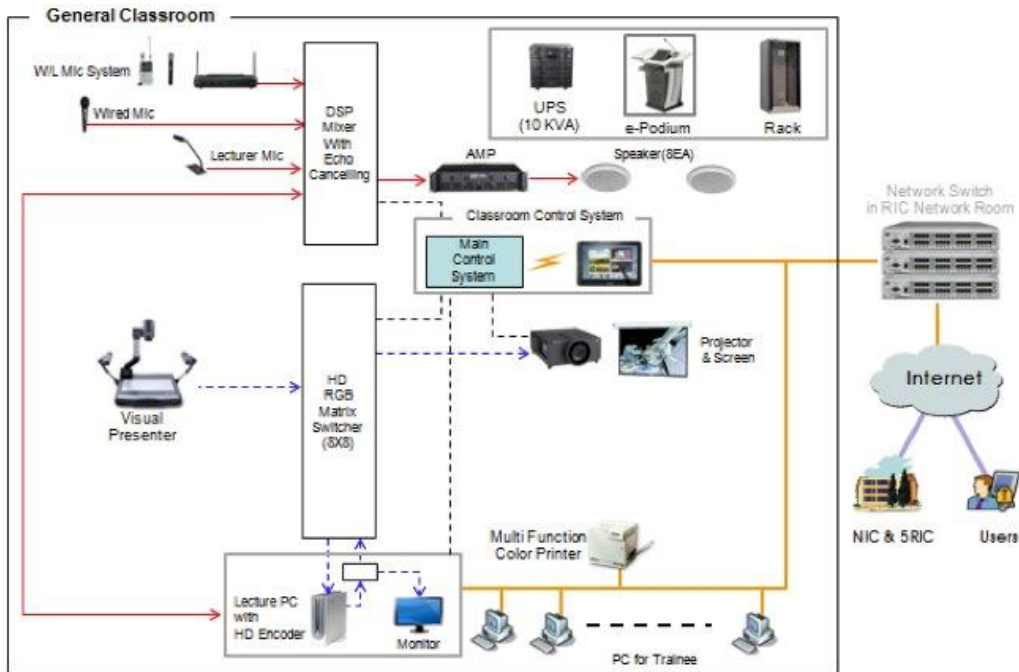 General Classroom
W/L Mic System
Wired Mic
Lecturer Mic
DSP
Mixer
With
Echo
Cancelling
UPS
(10 KVA)
e-Podium
Rack
AMP
Speaker(8EA)
Classroom Control System
Main
Control
System
Network Switch
in RIC Network Room
Projector
& Screen
Visual
Presenter
HD
RGB
Matrix
Switcher
(8X8)
Internet
NIC & 5RIC
Users
Multi Function
Color Printer
Lecture PC
with
HD Encoder
Monitor
PC for Trainee